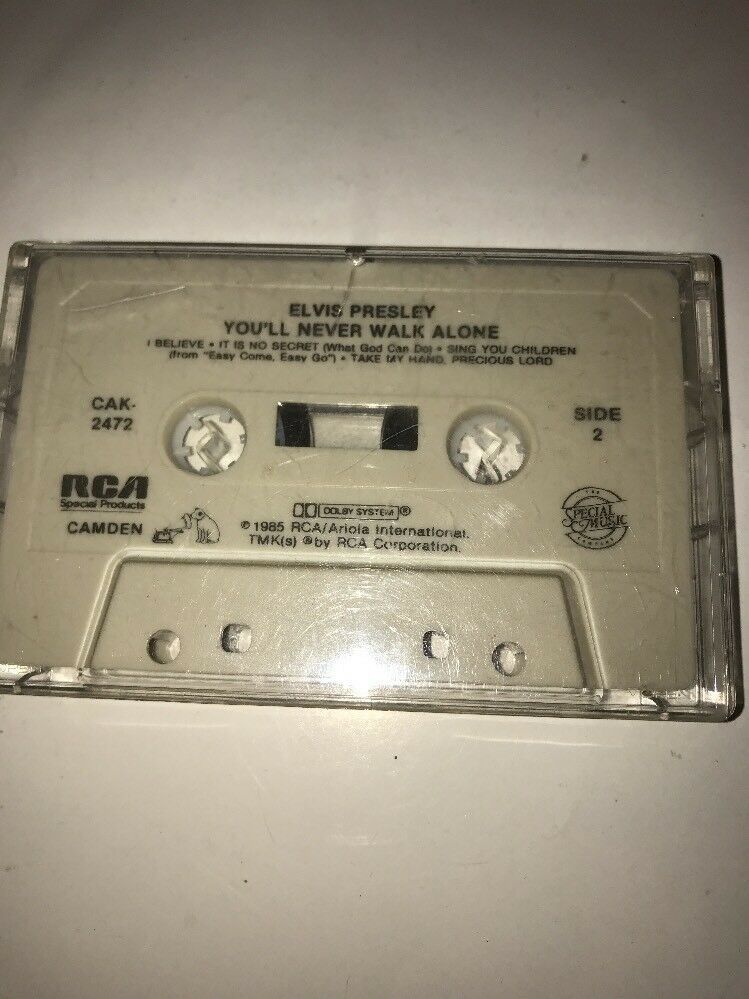 ELVIS PRESLEY
YOU'LL NEVER WALK ALONE
I BELIEVE • IT IS NO SECRET (What God Can Do) • SING YOU CHILDREN
(from "Easy Come, Easy Go") • TAKE MY HAND, PRECIOUS LORD
CAK-
2472
SIDE
2
RCA
Special Products
CAMDEN
DOLBY SYSTEM ®
© 1985 RCA/Ariola International.
TMK(s) ® by RCA Corporation.
THE
SPECIAL
MUSIC
COMPANY